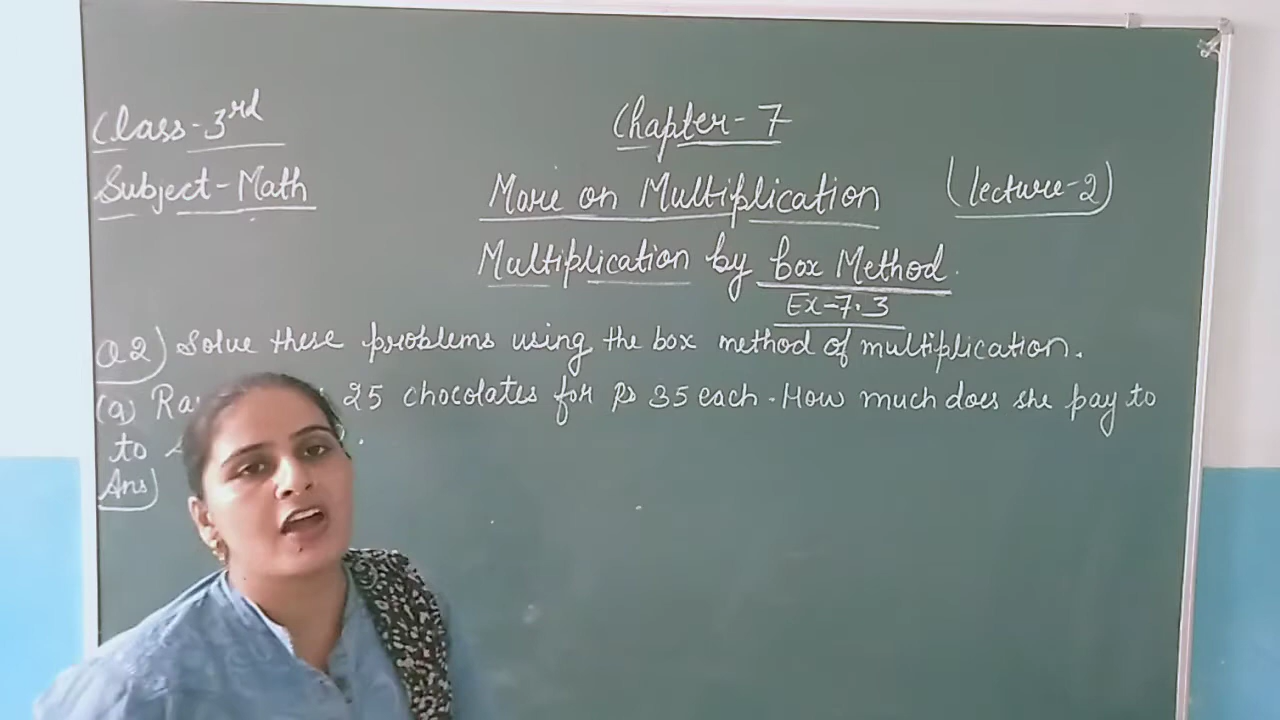 Class-3rd
Subject-Math
Chapter-7
More on Multiplication (lecture-2)
Multiplication by box Method.
Ex-7.3
Q2) Solve these problems using the box method of multiplication.
(a) 25 chocolates for Rs 35 each. How much does she pay to
to
Ans)